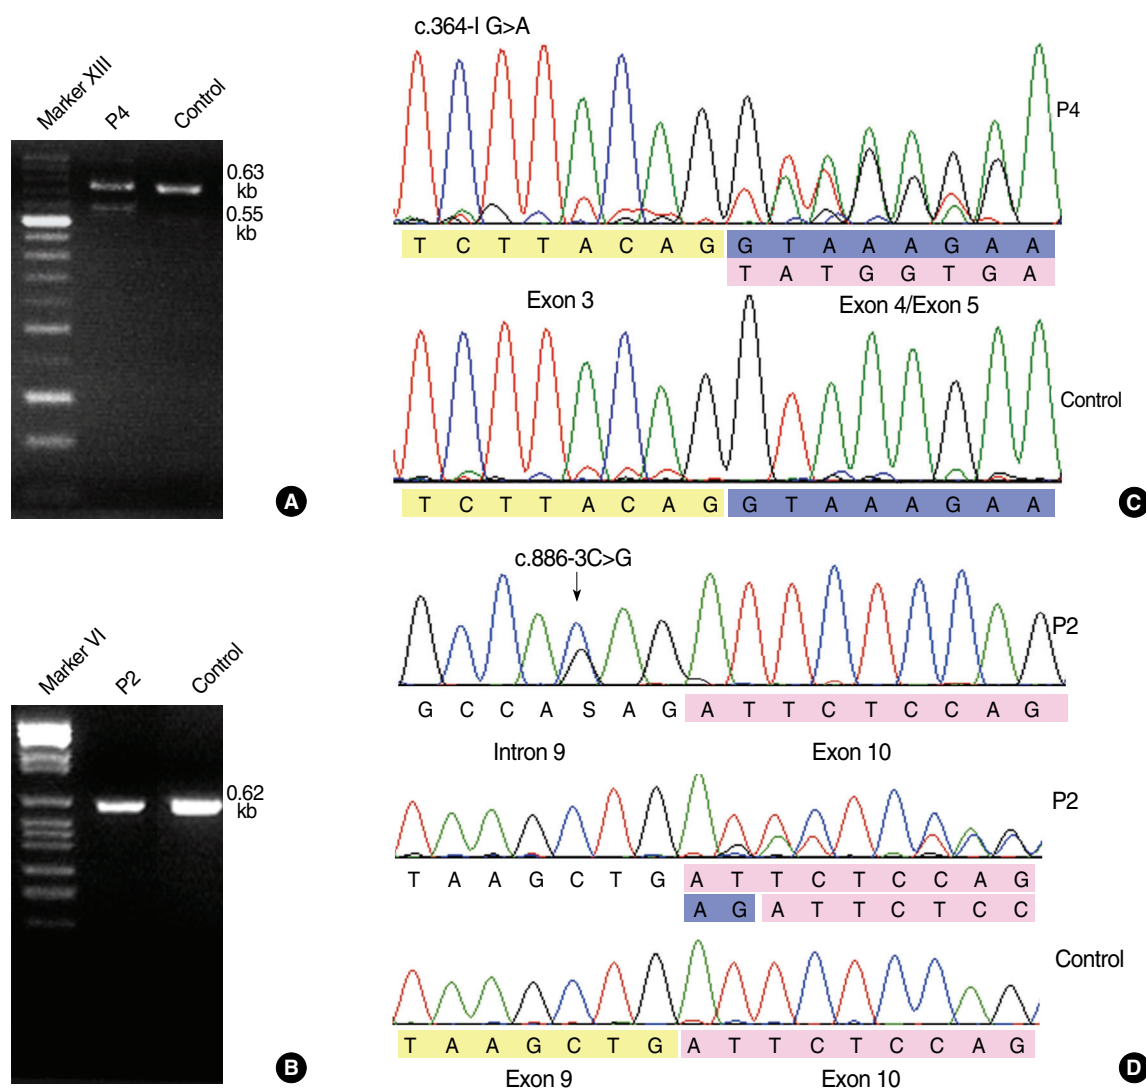 Marker XIII
P4
Control
0.63
kb
0.55
kb
A
c.364-I G>A
P4
T C T T A C A G G T A A A G A A
T A T G G T G A
Exon 3 Exon 4/Exon 5
Control
T C T T A C A G G T A A A G A A
C
Marker VI
P2
Control
0.62
kb
B
c.886-3C>G
P2
G C C A S A G A T T C T C C A G
Intron 9 Exon 10
P2
T A A G C T G A T T C T C C A G
A G A T T C T C C
Control
T A A G C T G A T T C T C C A G
Exon 9 Exon 10
D